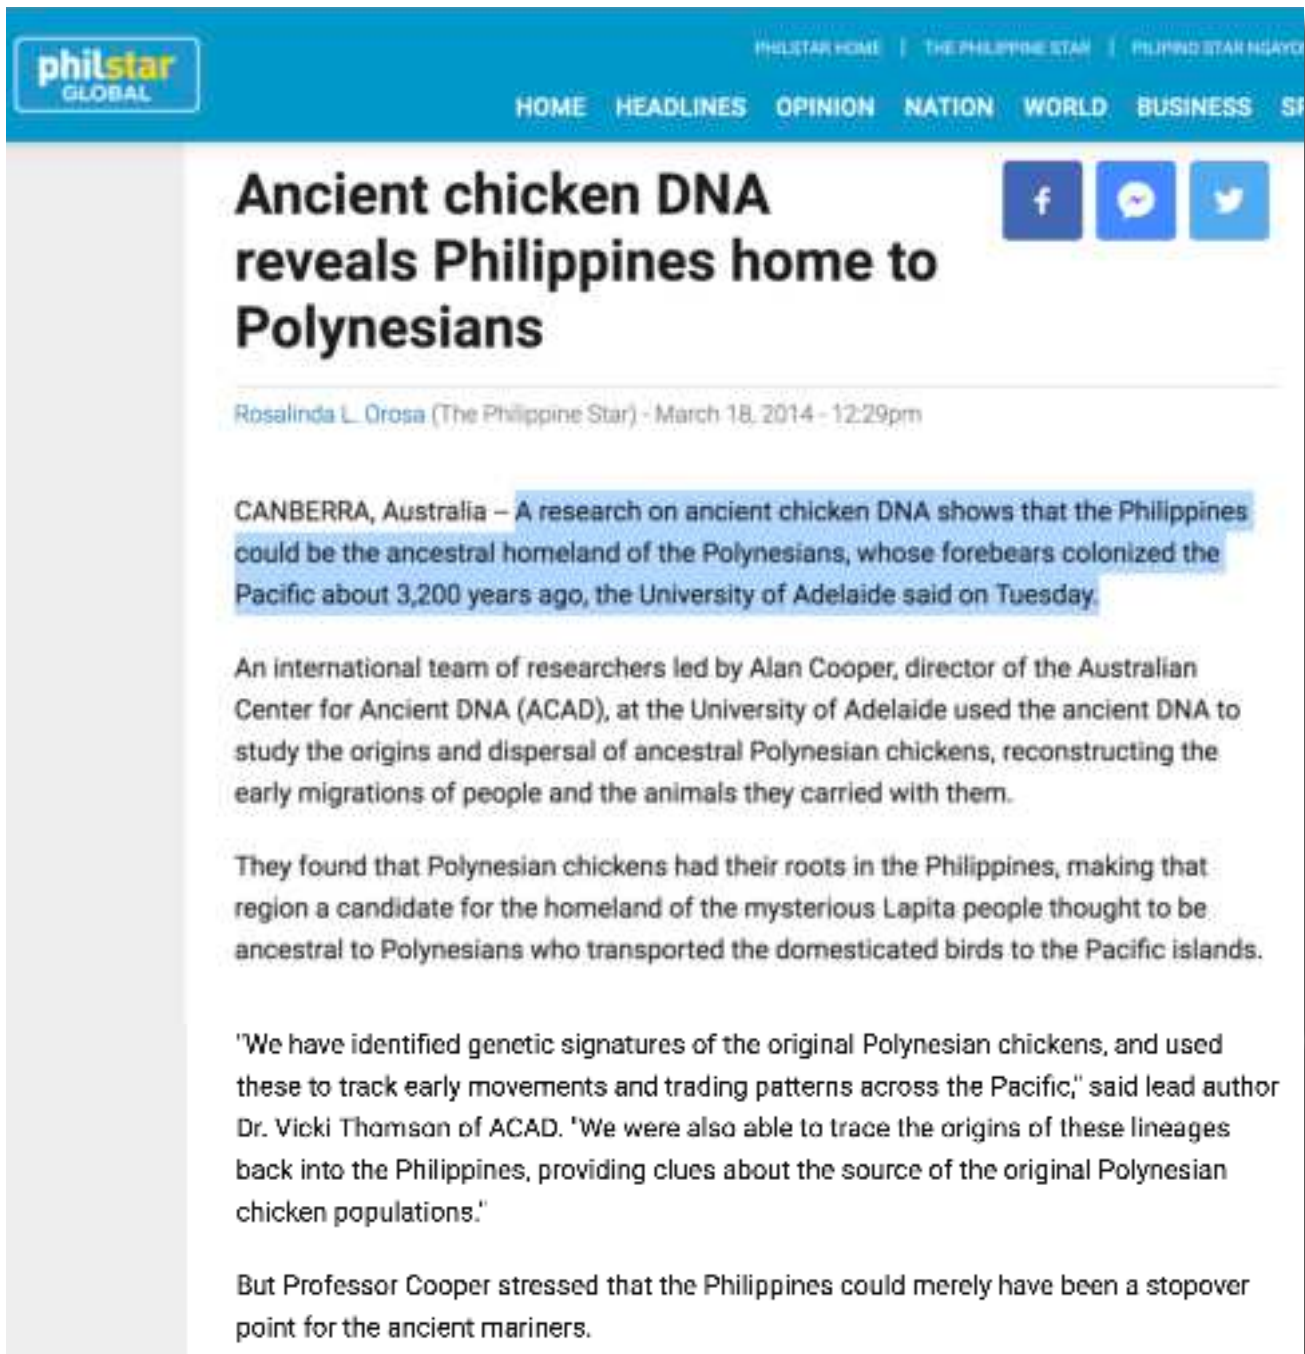 philstar
GLOBAL
PHILSTAR HOME | THE PHILIPPINE STAR | PILIPINO STAR NGAYO
HOME HEADLINES OPINION NATION WORLD BUSINESS SP
Ancient chicken DNA
reveals Philippines home to
Polynesians
Rosalinda L. Orosa (The Philippine Star) - March 18, 2014 - 12:29pm
CANBERRA, Australia – A research on ancient chicken DNA shows that the Philippines
could be the ancestral homeland of the Polynesians, whose forebears colonized the
Pacific about 3,200 years ago, the University of Adelaide said on Tuesday.
An international team of researchers led by Alan Cooper, director of the Australian
Center for Ancient DNA (ACAD), at the University of Adelaide used the ancient DNA to
study the origins and dispersal of ancestral Polynesian chickens, reconstructing the
early migrations of people and the animals they carried with them.
They found that Polynesian chickens had their roots in the Philippines, making that
region a candidate for the homeland of the mysterious Lapita people thought to be
ancestral to Polynesians who transported the domesticated birds to the Pacific islands.
"We have identified genetic signatures of the original Polynesian chickens, and used
these to track early movements and trading patterns across the Pacific," said lead author
Dr. Vicki Thomson of ACAD. "We were also able to trace the origins of these lineages
back into the Philippines, providing clues about the source of the original Polynesian
chicken populations."
But Professor Cooper stressed that the Philippines could merely have been a stopover
point for the ancient mariners.